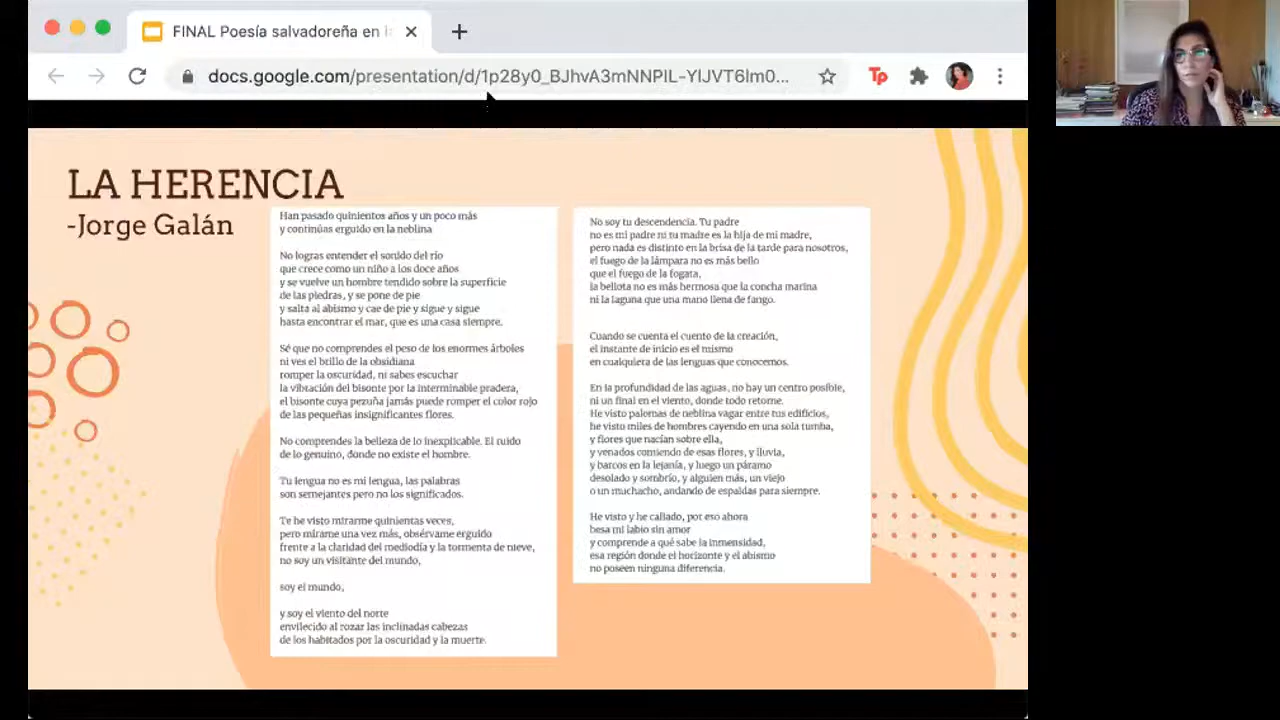 FINAL Poesía salvadoreña en
docs.google.com/presentation/d/1p28y0_BJhvA3mNNPIL-YIJVT6lm0...
Tp
LA HERENCIA
-Jorge Galán
Han pasado quinientos años y un poco más
y continúas erguido en la neblina
No logras entender el sonido del río
que crece como un niño a los doce años
y se vuelve un hombre tendido sobre la superficie
de las piedras, y se pone de pie
y salta al abismo y cae de pie y sigue y sigue
hasta encontrar el mar, que es una casa siempre.
Sé que no comprendes el peso de los enormes árboles
ni ves el brillo de la obsidiana
romper la oscuridad, ni sabes escuchar
la vibración del bisonte por la interminable pradera,
el bisonte cuya pezuña jamás puede romper el color rojo
de las pequeñas insignificantes flores.
No comprendes la belleza de lo inexplicable. El ruido
de lo genuino, donde no existe el hombre.
Tu lengua no es mi lengua, las palabras
son semejantes pero no los significados.
Te he visto mirarme quinientas veces,
pero mírame una vez más, obsérvame erguido
frente a la claridad del mediodía y la tormenta de nieve,
no soy un visitante del mundo,
soy el mundo,
y soy el viento del norte
envilecido al rozar las inclinadas cabezas
de los habitados por la oscuridad y la muerte.
No soy tu descendencia. Tu padre
no es mi padre ni tu madre es la hija de mi madre,
pero nada es distinto en la brisa de la tarde para nosotros,
el fuego de la lámpara no es más bello
que el fuego de la fogata,
la bellota no es más hermosa que la concha marina
ni la laguna que una mano llena de fango.
Cuando se cuenta el cuento de la creación,
el instante de inicio es el mismo
en cualquiera de las lenguas que conocemos.
En la profundidad de las aguas, no hay un centro posible,
ni un final en el viento, donde todo retorne.
He visto palomas de neblina vagar entre tus edificios,
he visto miles de hombres cayendo en una sola tumba,
y flores que nacían sobre ella,
y venados comiendo de esas flores, y lluvia,
y barcos en la lejanía, y luego un páramo
desolado y sombrío, y alguien más, un viejo
o un muchacho, andando de espaldas para siempre.
He visto y he callado, por eso ahora
besa mi labio sin amor
y comprende a qué sabe la inmensidad,
esa región donde el horizonte y el abismo
no poseen ninguna diferencia.